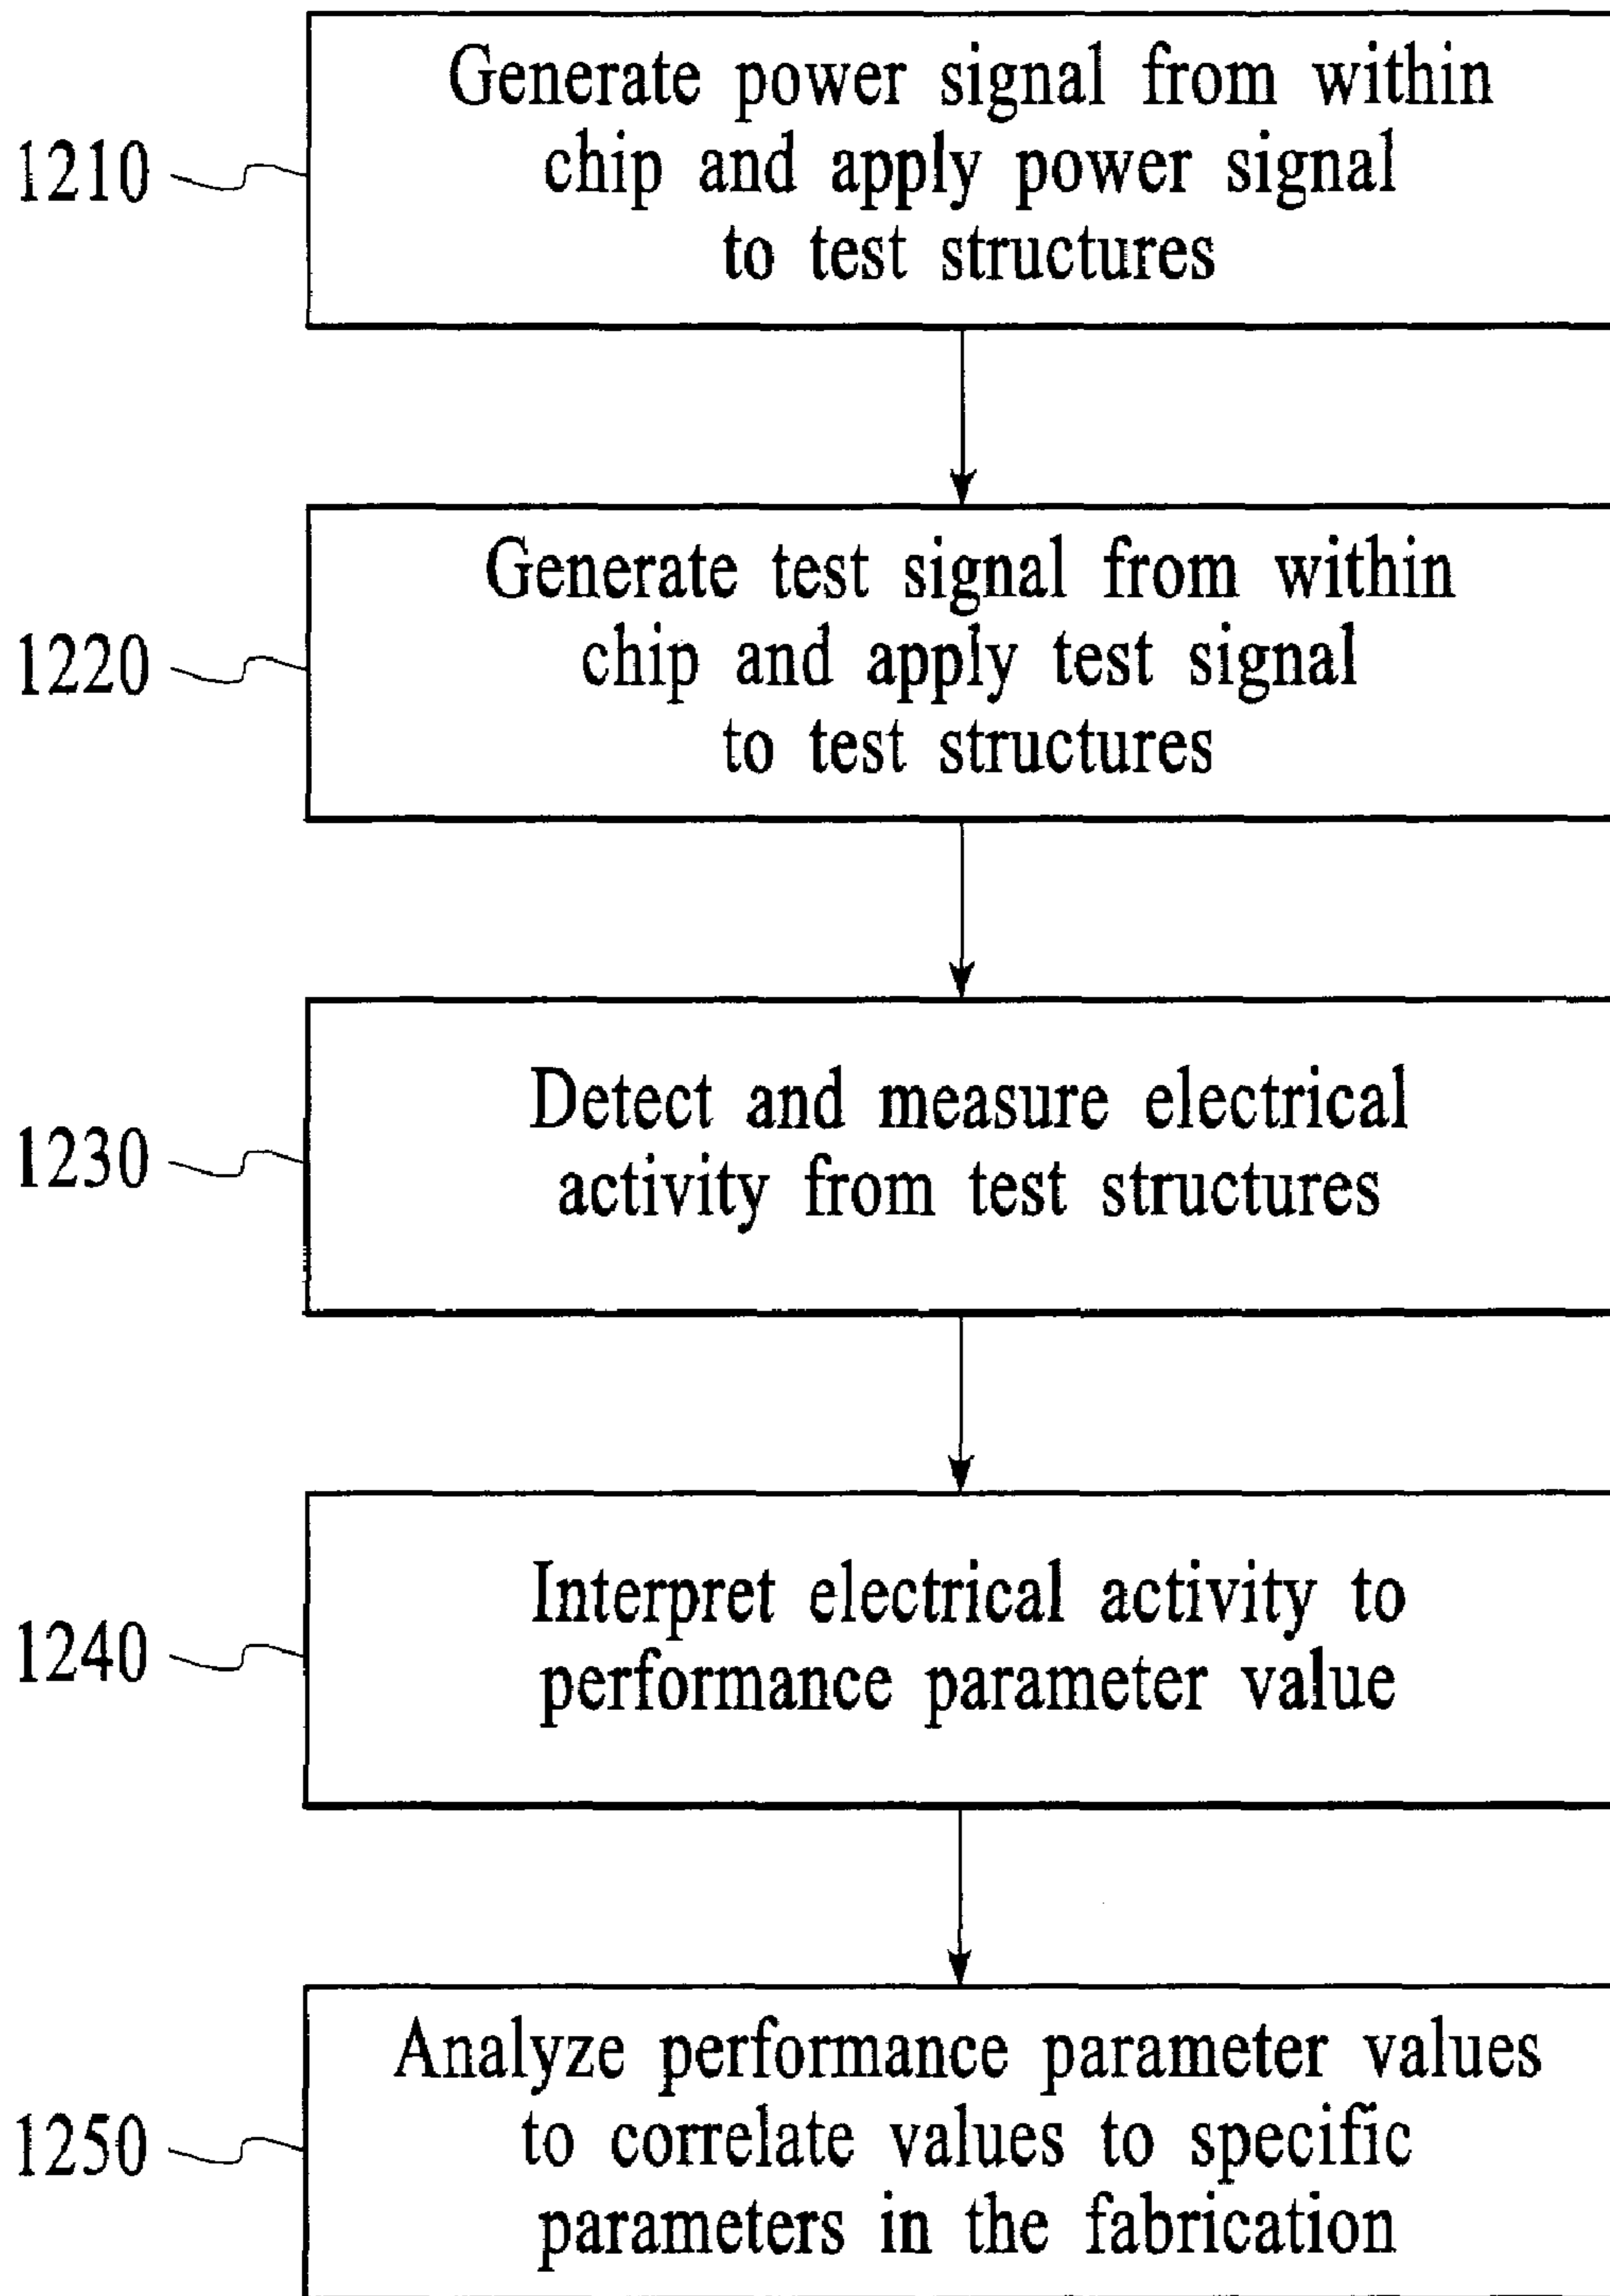 Generate power signal from within
1210
chip and apply power signal
to test structures
Generate test signal from within
1220
chip and apply test signal
to test structures
Detect and measure electrical
1230
activity from test structures
Interpret electrical activity to
1240
performance parameter value
Analyze performance parameter values
1250
to correlate values to specific
parameters in the fabrication